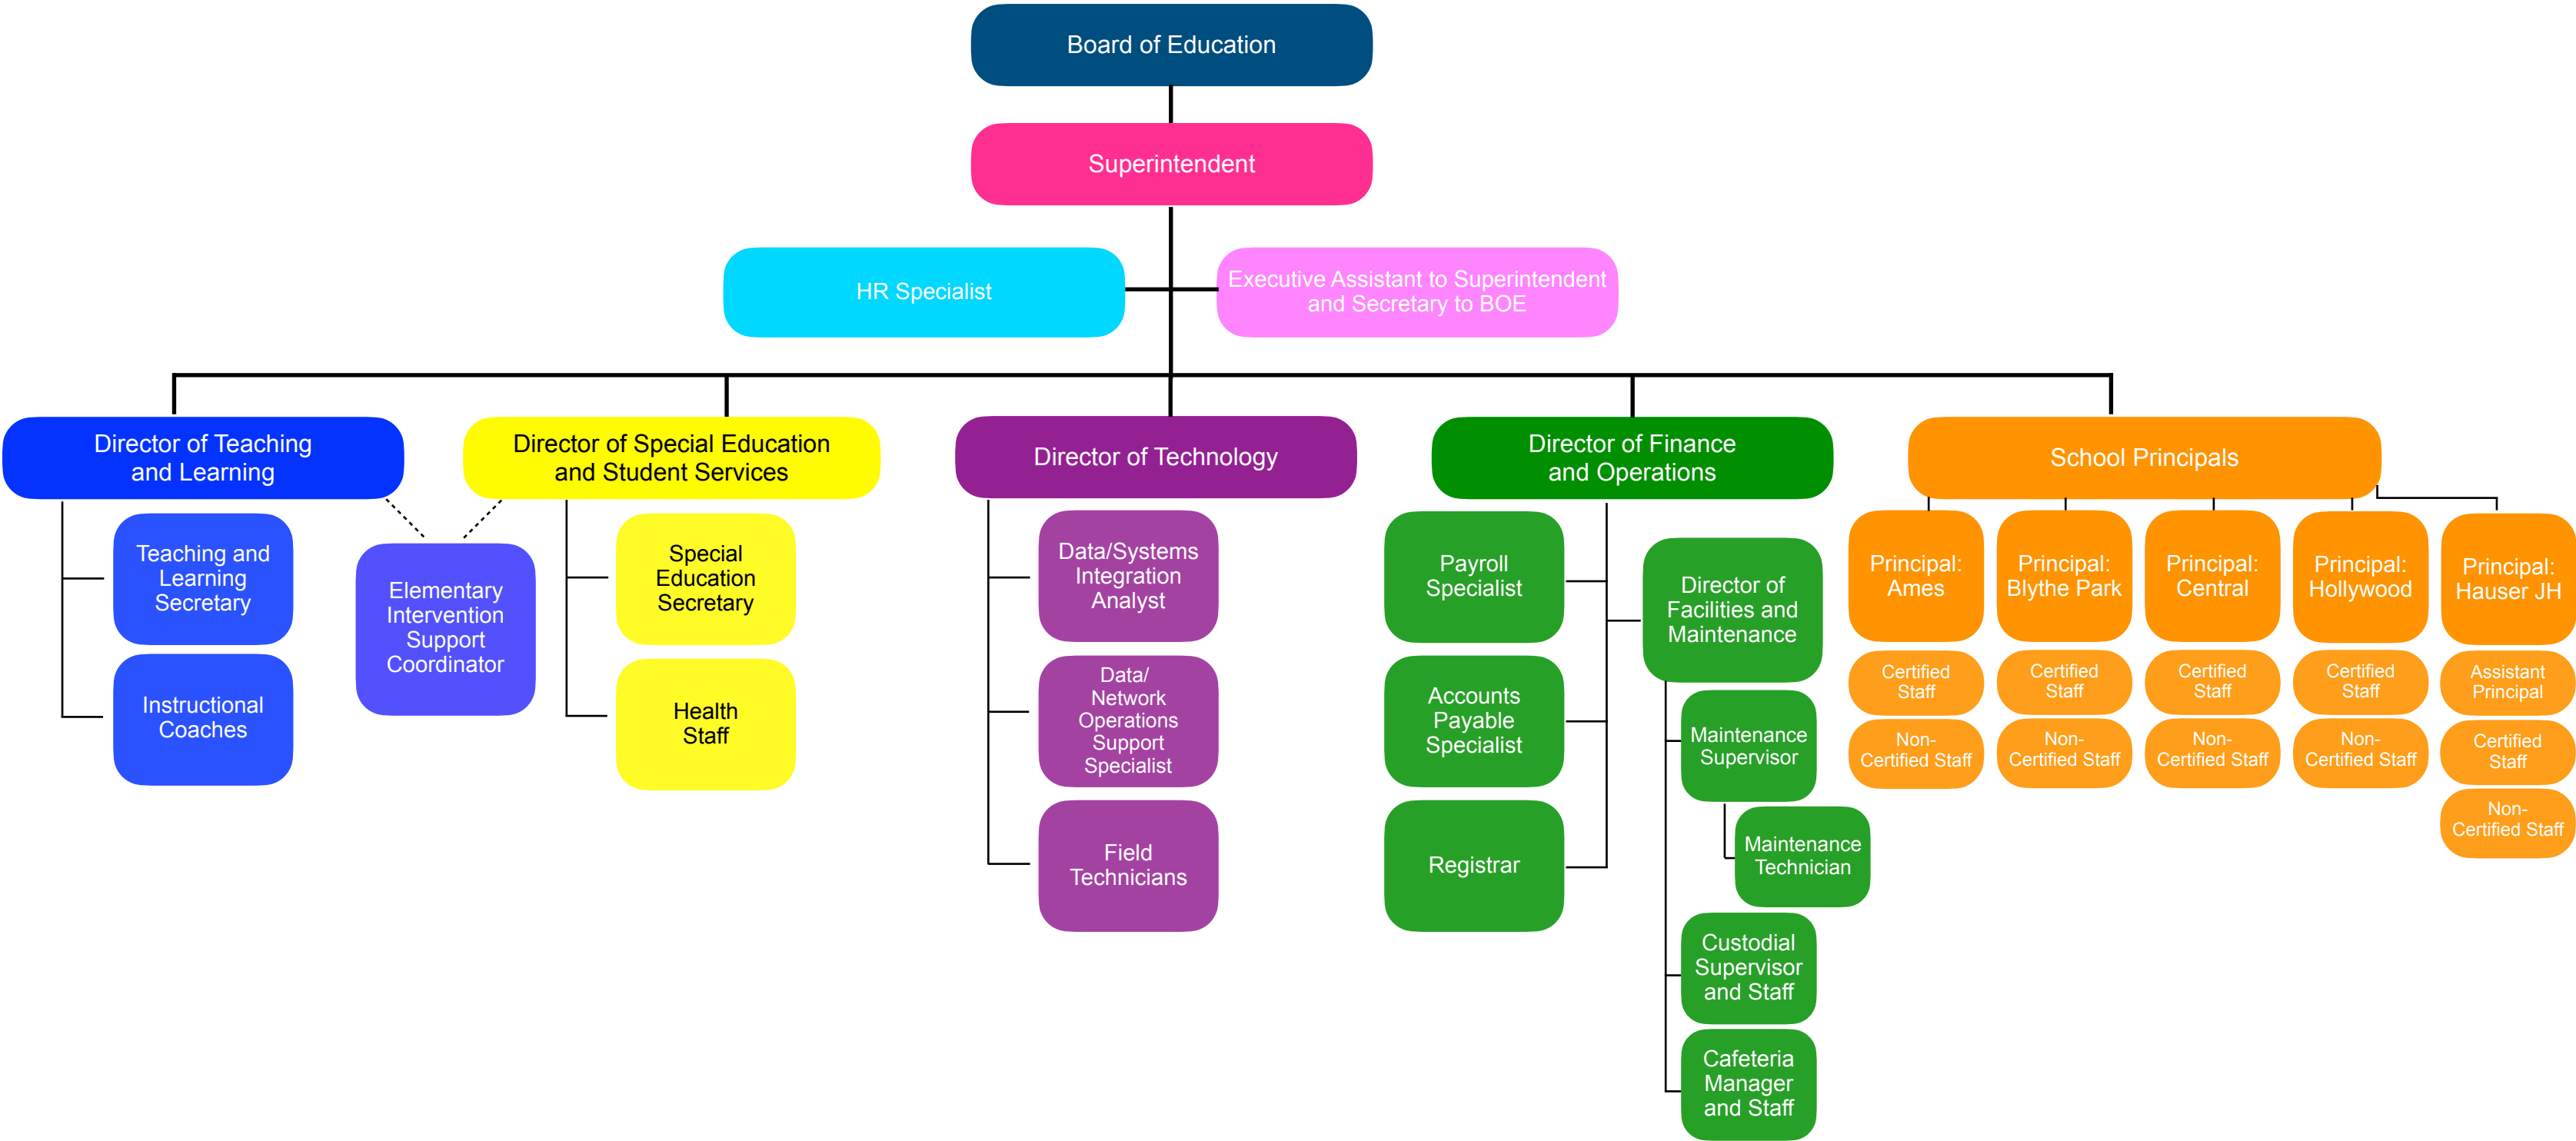 Board of Education
Superintendent
HR Specialist
Executive Assistant to Superintendent
and Secretary to BOE
Director of Teaching
and Learning
Director of Special Education
and Student Services
Director of Technology
Director of Finance
and Operations
School Principals
Teaching and
Learning
Secretary
Instructional
Coaches
Elementary
Intervention
Support
Coordinator
Special
Education
Secretary
Health
Staff
Data/Systems
Integration
Analyst
Data/
Network
Operations
Support
Specialist
Field
Technicians
Payroll
Specialist
Accounts
Payable
Specialist
Registrar
Director of
Facilities and
Maintenance
Maintenance
Supervisor
Maintenance
Technician
Custodial
Supervisor
and Staff
Cafeteria
Manager
and Staff
Principal:
Ames
Certified
Staff
Non-
Certified Staff
Principal:
Blythe Park
Certified
Staff
Non-
Certified Staff
Principal:
Central
Certified
Staff
Non-
Certified Staff
Principal:
Hollywood
Certified
Staff
Non-
Certified Staff
Principal:
Hauser JH
Assistant
Principal
Certified
Staff
Non-
Certified Staff